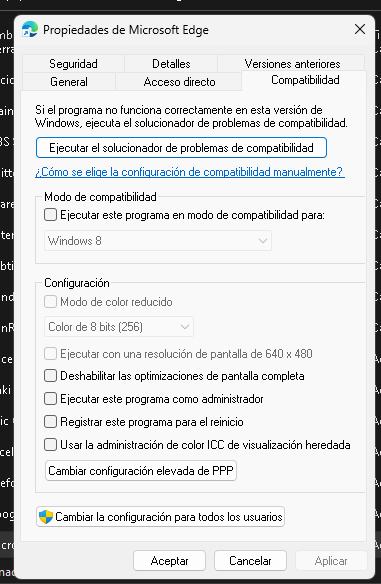 Propiedades de Microsoft Edge
Seguridad Detalles Versiones anteriores
General Acceso directo Compatibilidad
Si el programa no funciona correctamente en esta versión de
Windows, ejecuta el solucionador de problemas de compatibilidad.
Ejecutar el solucionador de problemas de compatibilidad
¿Cómo se elige la configuración de compatibilidad manualmente?
Modo de compatibilidad
Ejecutar este programa en modo de compatibilidad para:
Windows 8
Configuración
Modo de color reducido
Color de 8 bits (256)
Ejecutar con una resolución de pantalla de 640 x 480
Deshabilitar las optimizaciones de pantalla completa
Ejecutar este programa como administrador
Registrar este programa para el reinicio
Usar la administración de color ICC de visualización heredada
Cambiar configuración elevada de PPP
Cambiar la configuración para todos los usuarios
Aceptar Cancelar Aplicar